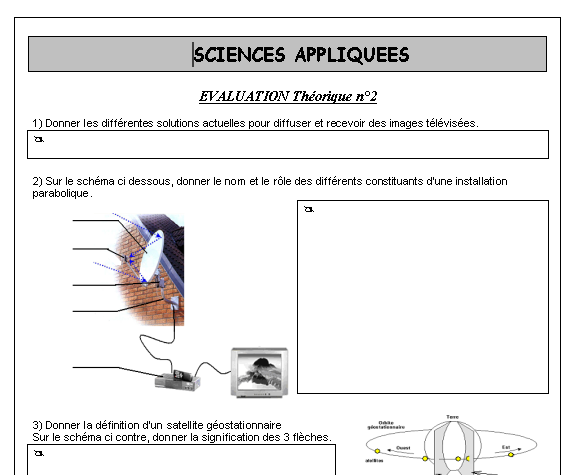 SCIENCES APPLIQUEES
EVALUATION Théorique n°2
1) Donner les différentes solutions actuelles pour diffuser et recevoir des images télévisées.
2) Sur le schéma ci dessous, donner le nom et le rôle des différents constituants d'une installation
parabolique.
3) Donner la définition d'un satellite géostationnaire
Sur le schéma ci contre, donner la signification des 3 flèches.
Terre
Orbite
géostationnaire
Ouest
Est